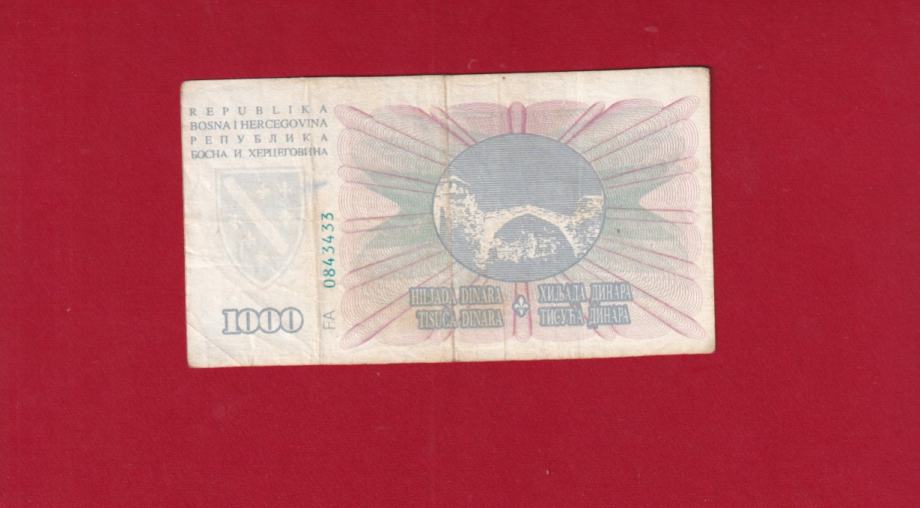 REPUBLIKA
BOSNA I HERCEGOVINA
РЕПУБЛИКА
БОСНА И ХЕРЦЕГОВИНА
1000
FA 0843433
HILJADA DINARA
TISUĆA DINARA
ХИЉАДА ДИНАРА
ТИСУЋА ДИНАРА